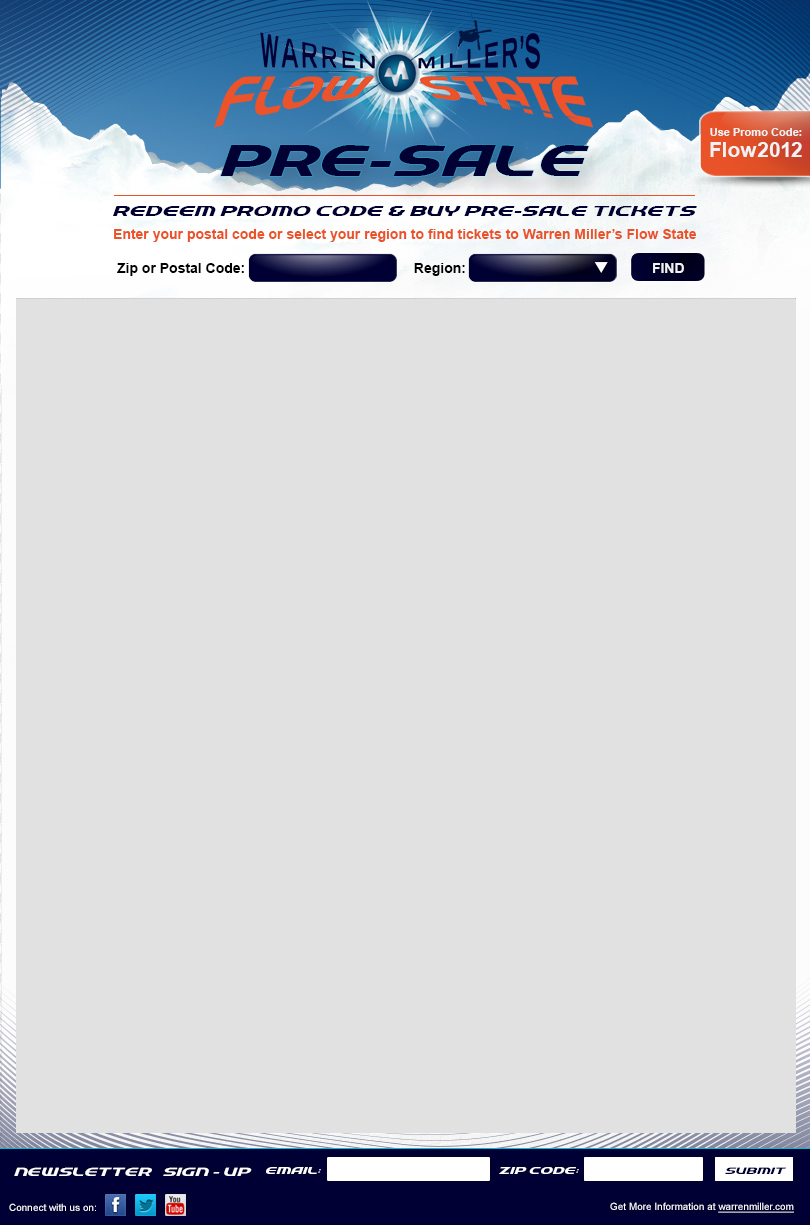 WARREN MILLER'S
FLOW STATE
PRE-SALE
Use Promo Code:
Flow2012
REDEEM PROMO CODE & BUY PRE-SALE TICKETS
Enter your postal code or select your region to find tickets to Warren Miller's Flow State
Zip or Postal Code: Region: FIND
NEWSLETTER SIGN-UP EMAIL: ZIP CODE: SUBMIT
Connect with us on: f You Tube
Get More Information at warrenmiller.com